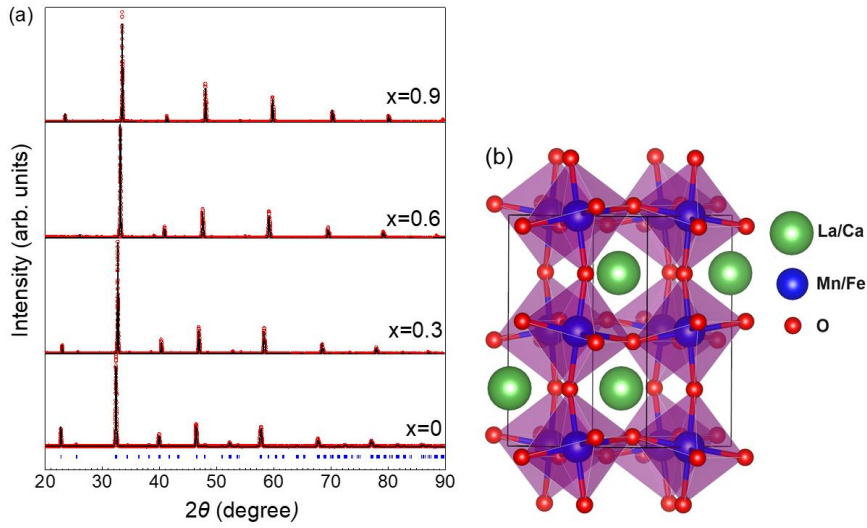 (a)
x=0.9
x=0.6
x=0.3
x=0
Intensity (arb. units)
20 30 40 50 60 70 80 90
2θ (degree)
(b)
La/Ca
Mn/Fe
O